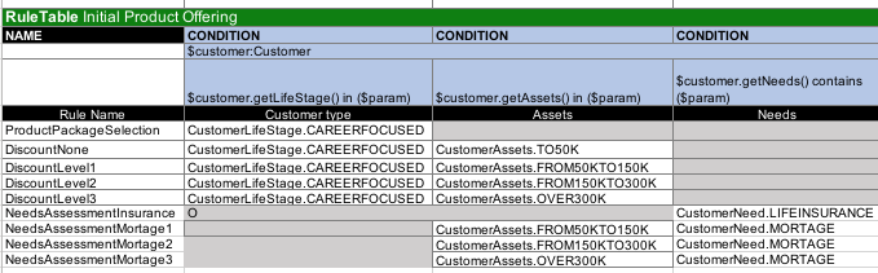 RuleTable Initial Product Offering
NAME CONDITION CONDITION CONDITION
$customer:Customer
$customer.getLifeStage() in ($param) $customer.getAssets() in ($param) $customer.getNeeds() contains
($param)
Rule Name Customer type Assets Needs
ProductPackageSelection CustomerLifeStage.CAREERFOCUSED
DiscountNone CustomerLifeStage.CAREERFOCUSED CustomerAssets.TO50K
DiscountLevel1 CustomerLifeStage.CAREERFOCUSED CustomerAssets.FROM50KTO150K
DiscountLevel2 CustomerLifeStage.CAREERFOCUSED CustomerAssets.FROM150KTO300K
DiscountLevel3 CustomerLifeStage.CAREERFOCUSED CustomerAssets.OVER300K
NeedsAssessmentInsurance O CustomerNeed.LIFEINSURANCE
NeedsAssessmentMortage1 CustomerAssets.FROM50KTO150K CustomerNeed.MORTAGE
NeedsAssessmentMortage2 CustomerAssets.FROM150KTO300K CustomerNeed.MORTAGE
NeedsAssessmentMortage3 CustomerAssets.OVER300K CustomerNeed.MORTAGE